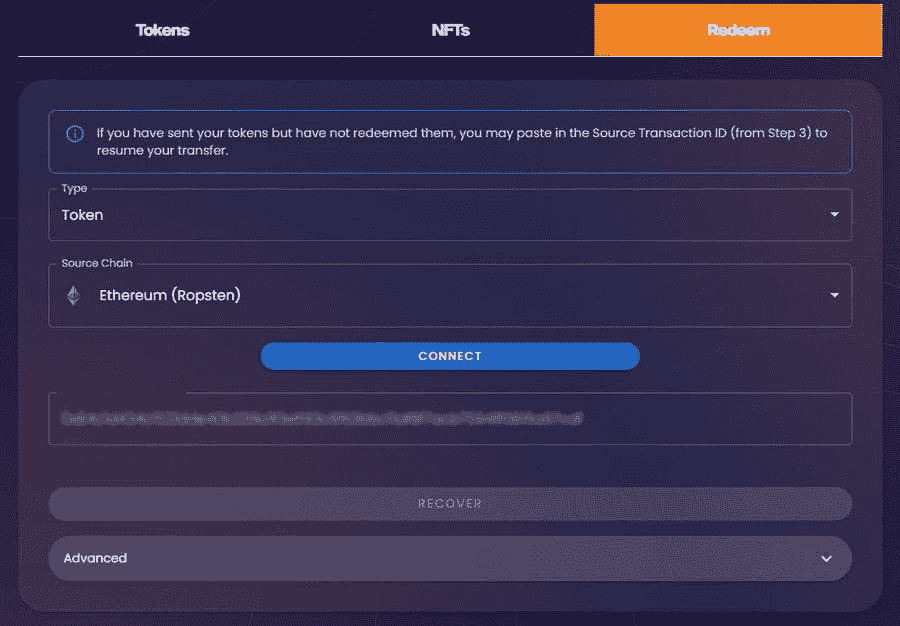 Tokens
NFTs
Redeem
If you have sent your tokens but have not redeemed them, you may paste in the Source Transaction ID (from Step 3) to
resume your transfer.
Type
Token
Source Chain
Ethereum (Ropsten)
CONNECT
RECOVER
Advanced